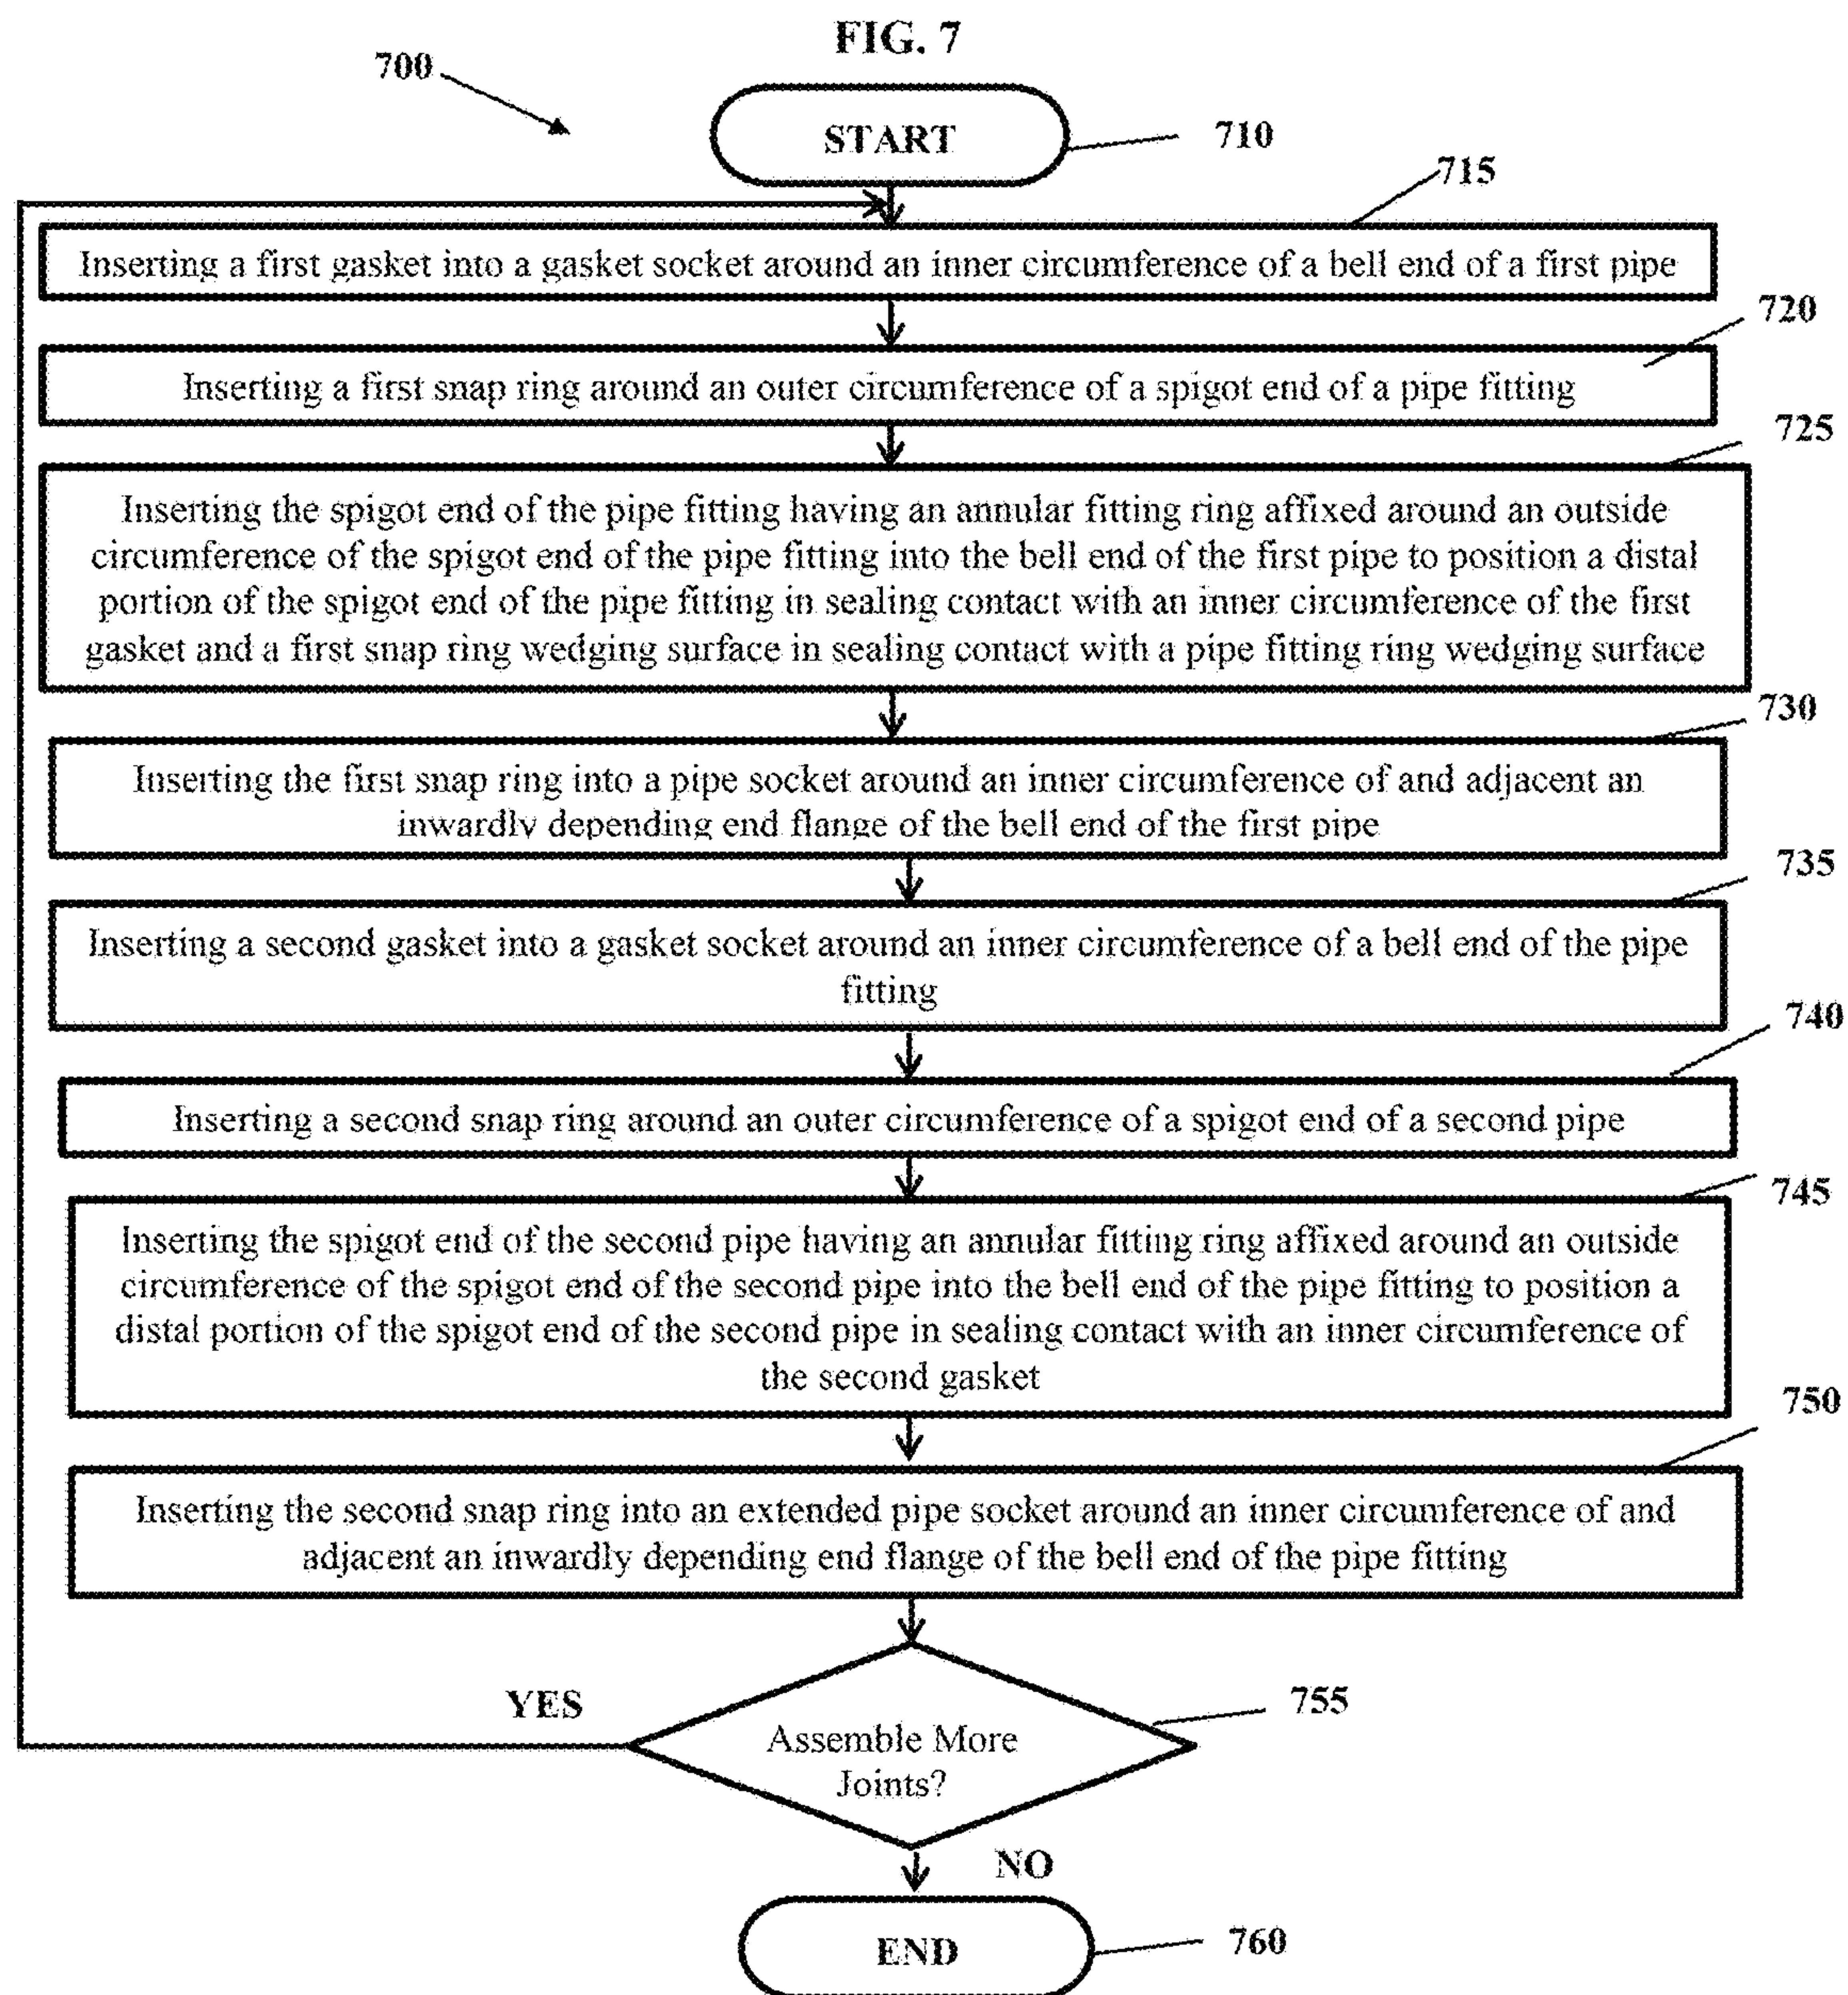 FIG. 7
700
START
710
715
Inserting a first gasket into a gasket socket around an inner circumference of a bell end of a first pipe
720
Inserting a first snap ring around an outer circumference of a spigot end of a pipe fitting
725
Inserting the spigot end of the pipe fitting having an annular fitting ring affixed around an outside
circumference of the spigot end of the pipe fitting into the bell end of the first pipe to position a distal
portion of the spigot end of the pipe fitting in sealing contact with an inner circumference of the first
gasket and a first snap ring wedging surface in sealing contact with a pipe fitting ring wedging surface
730
Inserting the first snap ring into a pipe socket around an inner circumference of and adjacent an
inwardly depending end flange of the bell end of the first pipe
735
Inserting a second gasket into a gasket socket around an inner circumference of a bell end of the pipe
fitting
740
Inserting a second snap ring around an outer circumference of a spigot end of a second pipe
745
Inserting the spigot end of the second pipe having an annular fitting ring affixed around an outside
circumference of the spigot end of the second pipe into the bell end of the pipe fitting to position a
distal portion of the spigot end of the second pipe in sealing contact with an inner circumference of
the second gasket
750
Inserting the second snap ring into an extended pipe socket around an inner circumference of and
adjacent an inwardly depending end flange of the bell end of the pipe fitting
YES
755
Assemble More
Joints?
NO
END
760